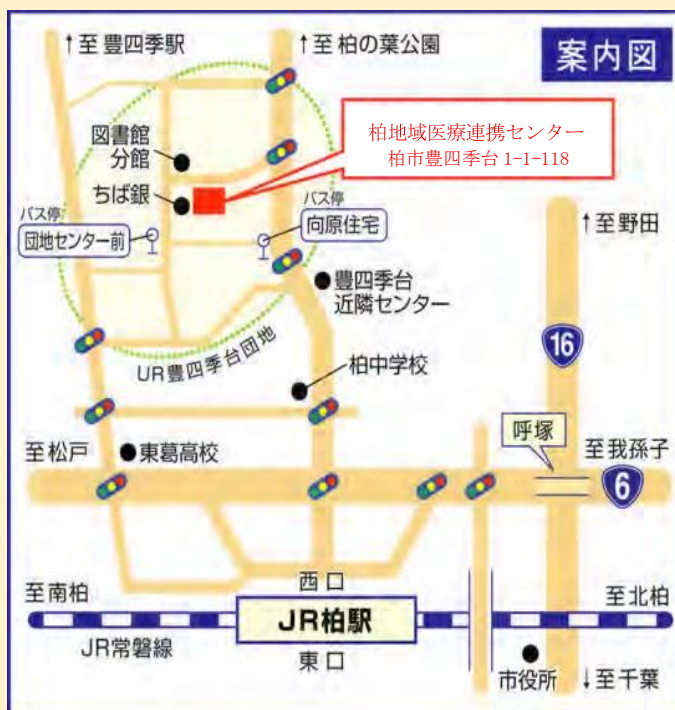 ↑至 豊四季駅
↑至 柏の葉公園
案内図
図書館
分館
柏地域医療連携センター
柏市豊四季台 1-1-118
ちば銀
バス停
団地センター前
バス停
向原住宅
↑至野田
豊四季台
近隣センター
16
UR豊四季台団地
柏中学校
呼塚
至松戸
東葛高校
至我孫子
6
至南柏
西口
至北柏
JR柏駅
JR常磐線
東口
市役所
↓至千葉